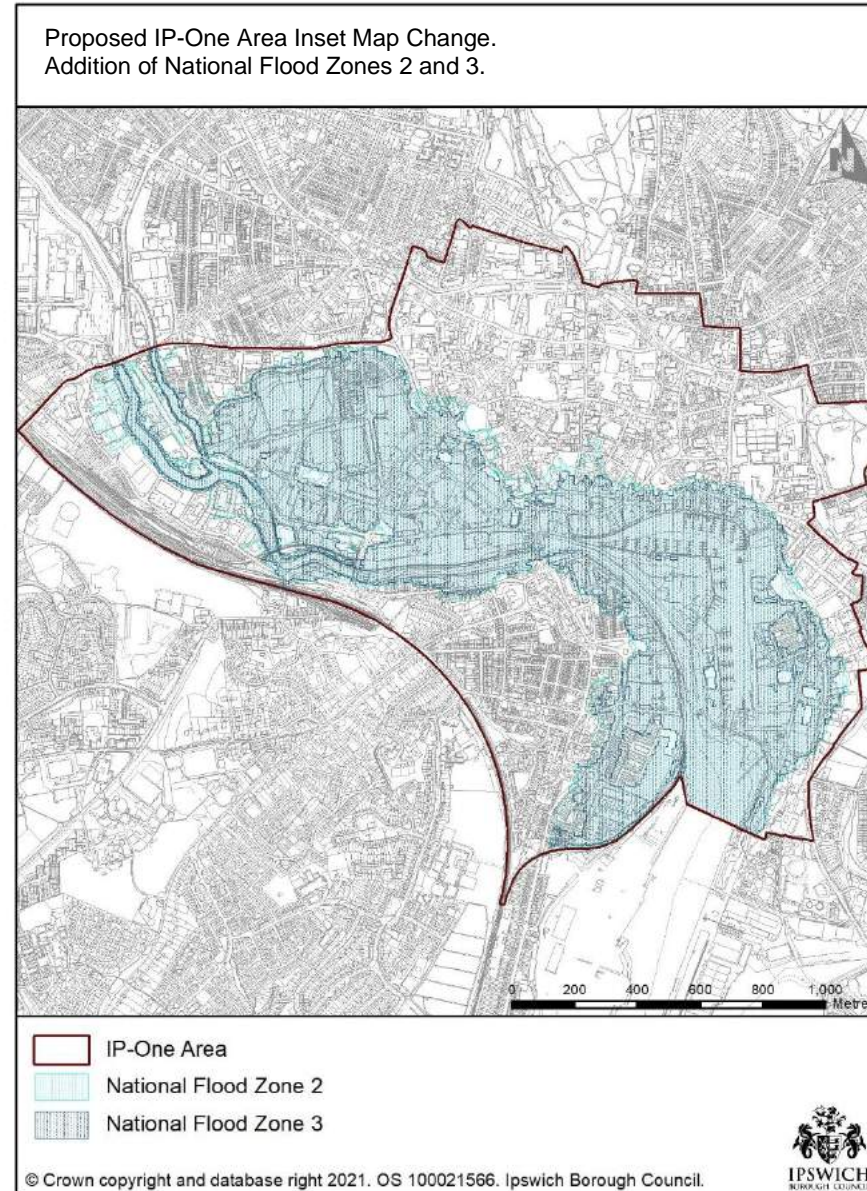 Proposed IP-One Area Inset Map Change.
Addition of National Flood Zones 2 and 3.
N
0 200 400 600 800 1,000
Metre
IP-One Area
National Flood Zone 2
National Flood Zone 3
© Crown copyright and database right 2021. OS 100021566. Ipswich Borough Council.
IPSWICH
BOROUGH COUNCIL